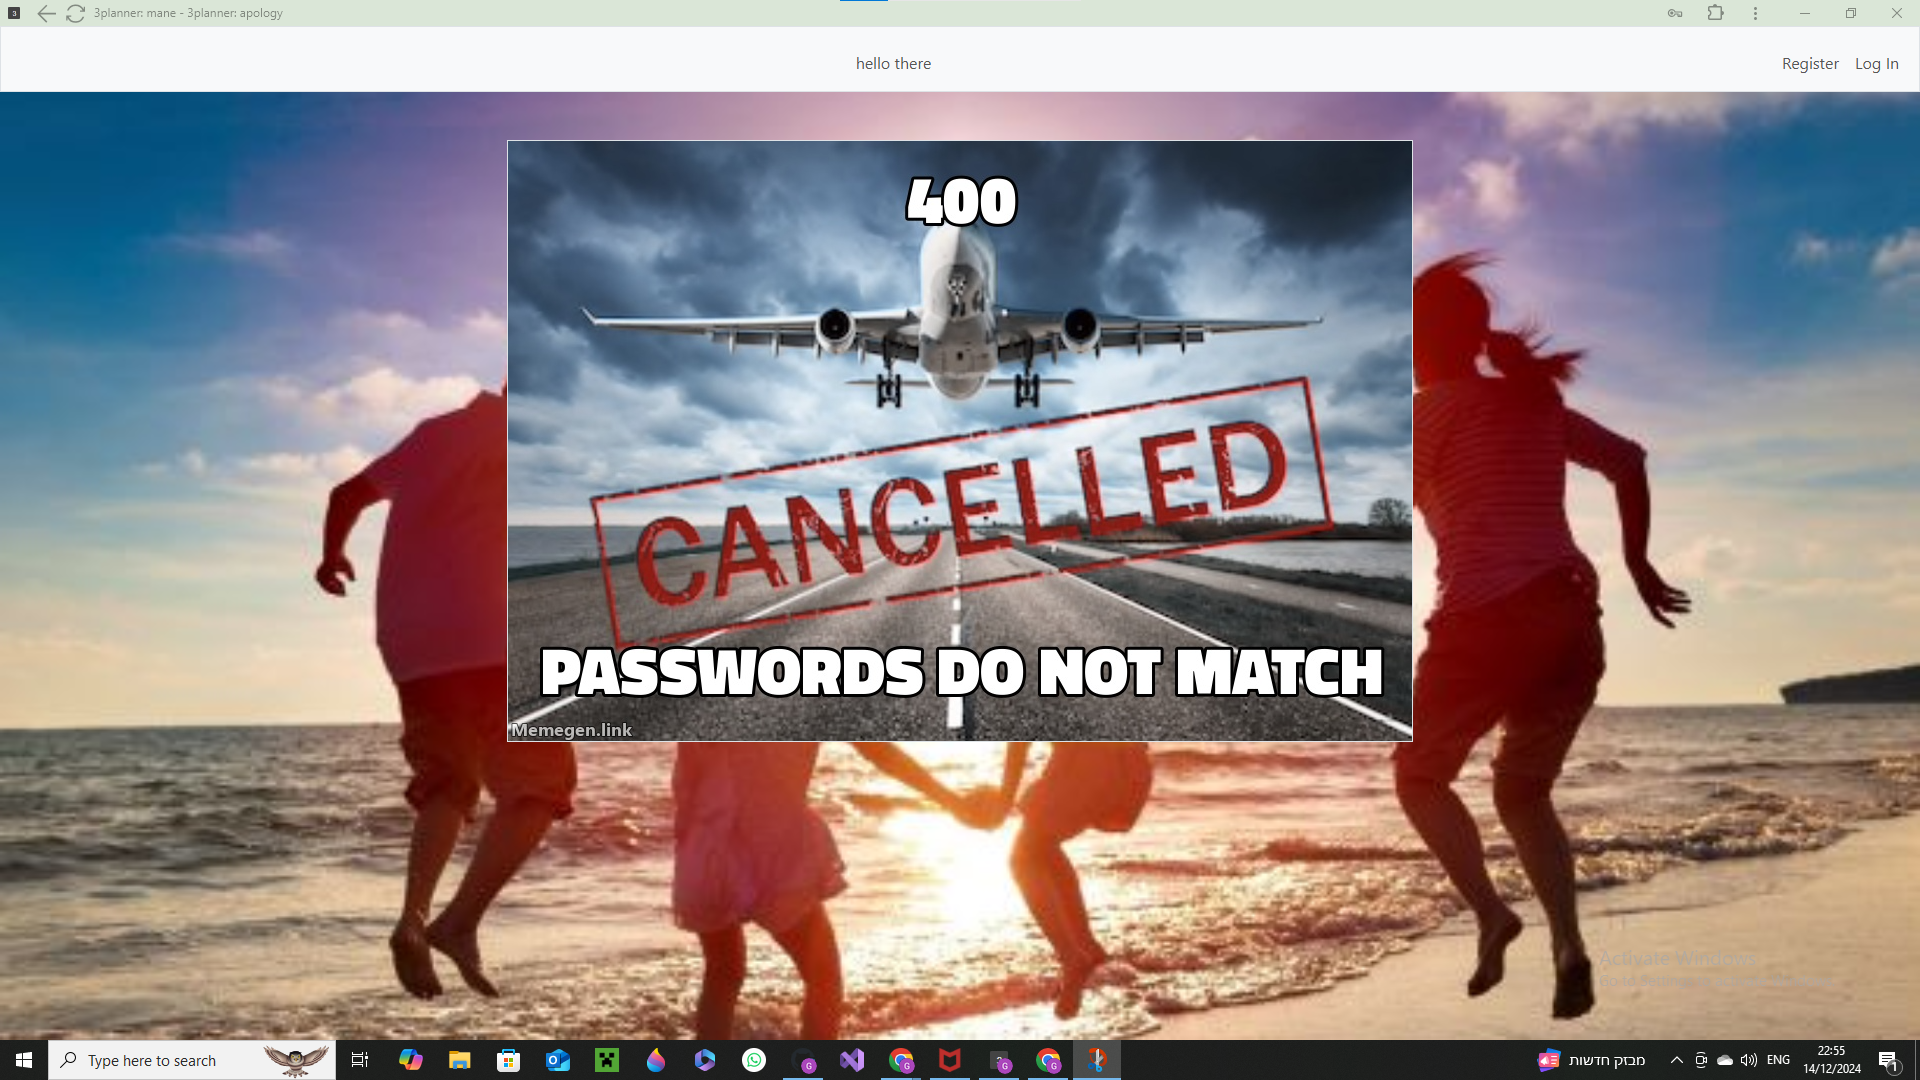 3planner: mane - 3planner: apology
hello there
Register Log In
400
CANCELLED
PASSWORDS DO NOT MATCH
Memegen.link
Activate Windows
Type here to search
מבזק חדשות
ENG
22:55
14/12/2024
1